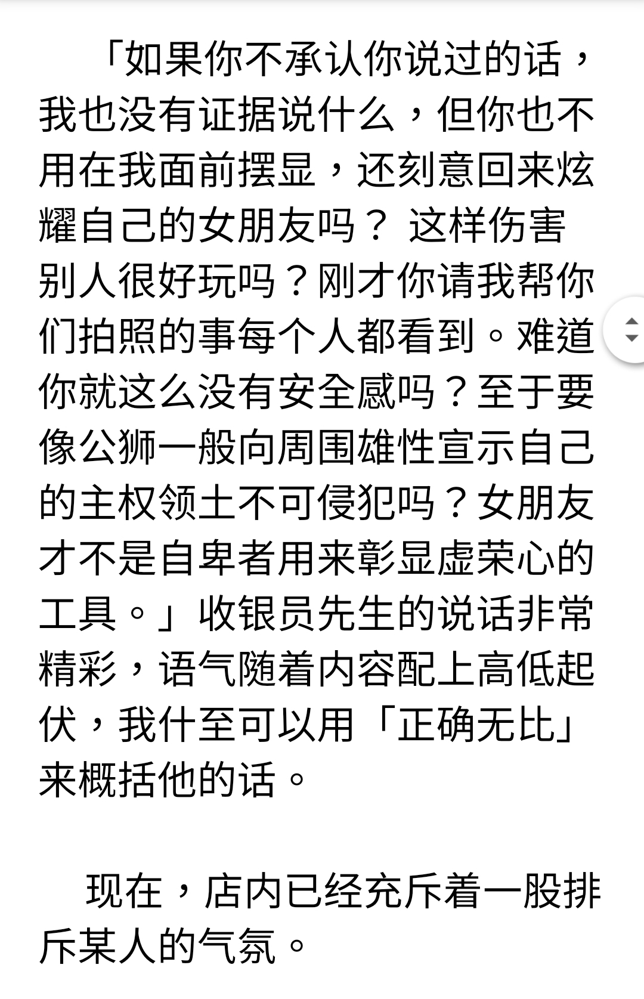 「如果你不承认你说过的话，
我也没有证据说什么，但你也不
用在我面前摆显，还刻意回来炫
耀自己的女朋友吗？ 这样伤害
别人很好玩吗？刚才你请我帮你
们拍照的事每个人都看到。难道
你就这么没有安全感吗？至于要
像公狮一般向周围雄性宣示自己
的主权领土不可侵犯吗？女朋友
才不是自卑者用来彰显虚荣心的
工具。」收银员先生的说话非常
精彩，语气随着内容配上高低起
伏，我什至可以用「正确无比」
来概括他的话。
现在，店内已经充斥着一股排
斥某人的气氛。